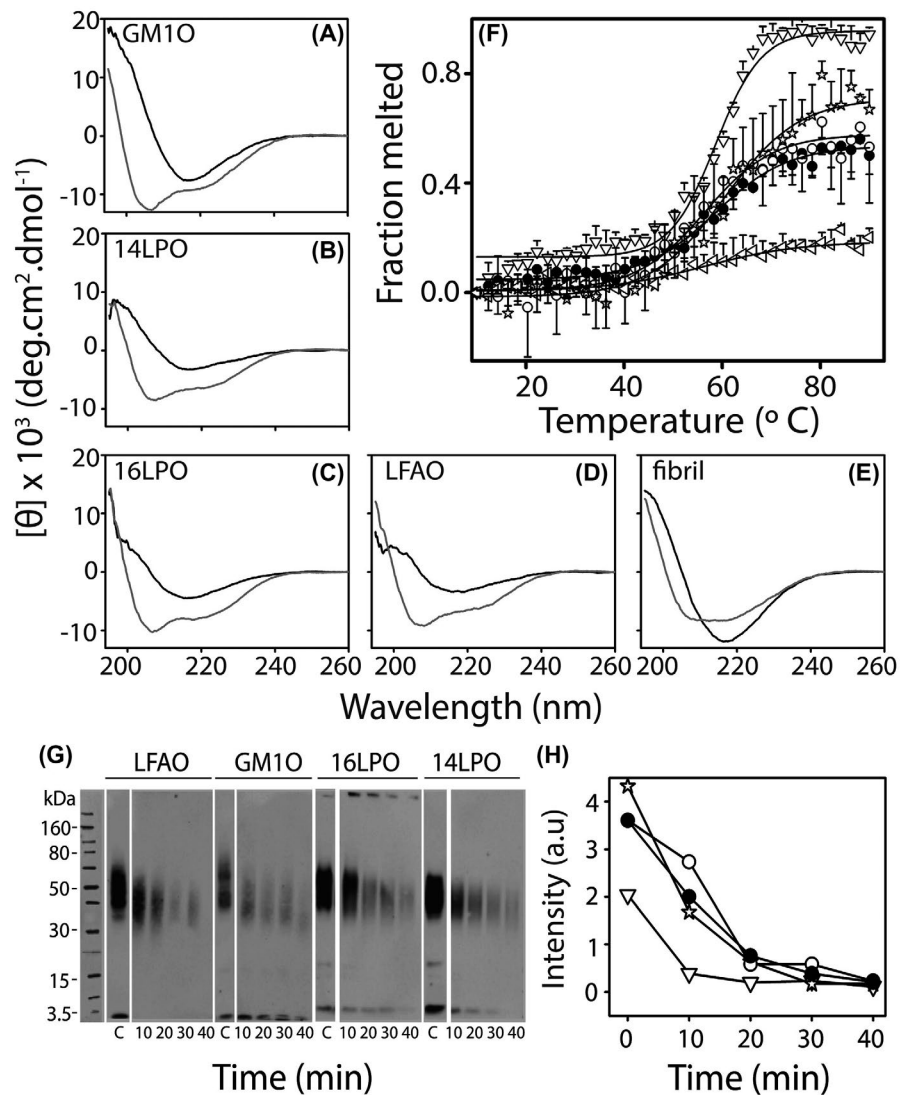 GM1O (A)
20
10
0
-10
14LPO (B)
20
10
0
-10
16LPO (C)
20
10
0
-10
200 220 240 260
LFAO (D)
200 220 240 260
fibril (E)
200 220 240 260
[θ] x 10³ (deg.cm².dmol⁻¹)
Wavelength (nm)
(F)
Fraction melted
0.8
0.4
0.0
20 40 60 80
Temperature (º C)
(G)
LFAO GM1O 16LPO 14LPO
kDa
160-
80-
50-
30-
15-
3.5-
C 10 20 30 40 C 10 20 30 40 C 10 20 30 40 C 10 20 30 40
Time (min)
(H)
Intensity (a.u)
4
3
2
1
0
0 10 20 30 40
Time (min)